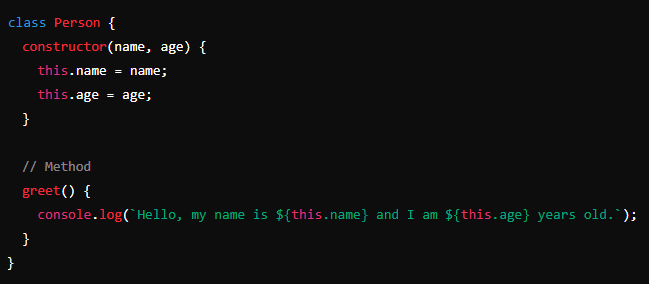 class Person {
  constructor(name, age) {
    this.name = name;
    this.age = age;
  }

  // Method
  greet() {
    console.log(`Hello, my name is ${this.name} and I am ${this.age} years old.`);
  }
}